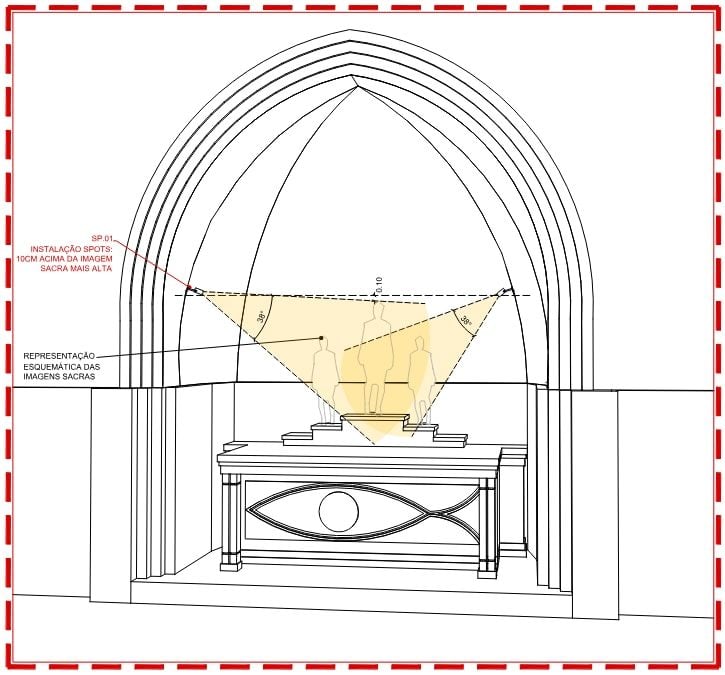 SP.01
INSTALAÇÃO SPOTS:
10CM ACIMA DA IMAGEM
SACRA MAIS ALTA
0.10
38°
38°
REPRESENTAÇÃO
ESQUEMÁTICA DAS
IMAGENS SACRAS